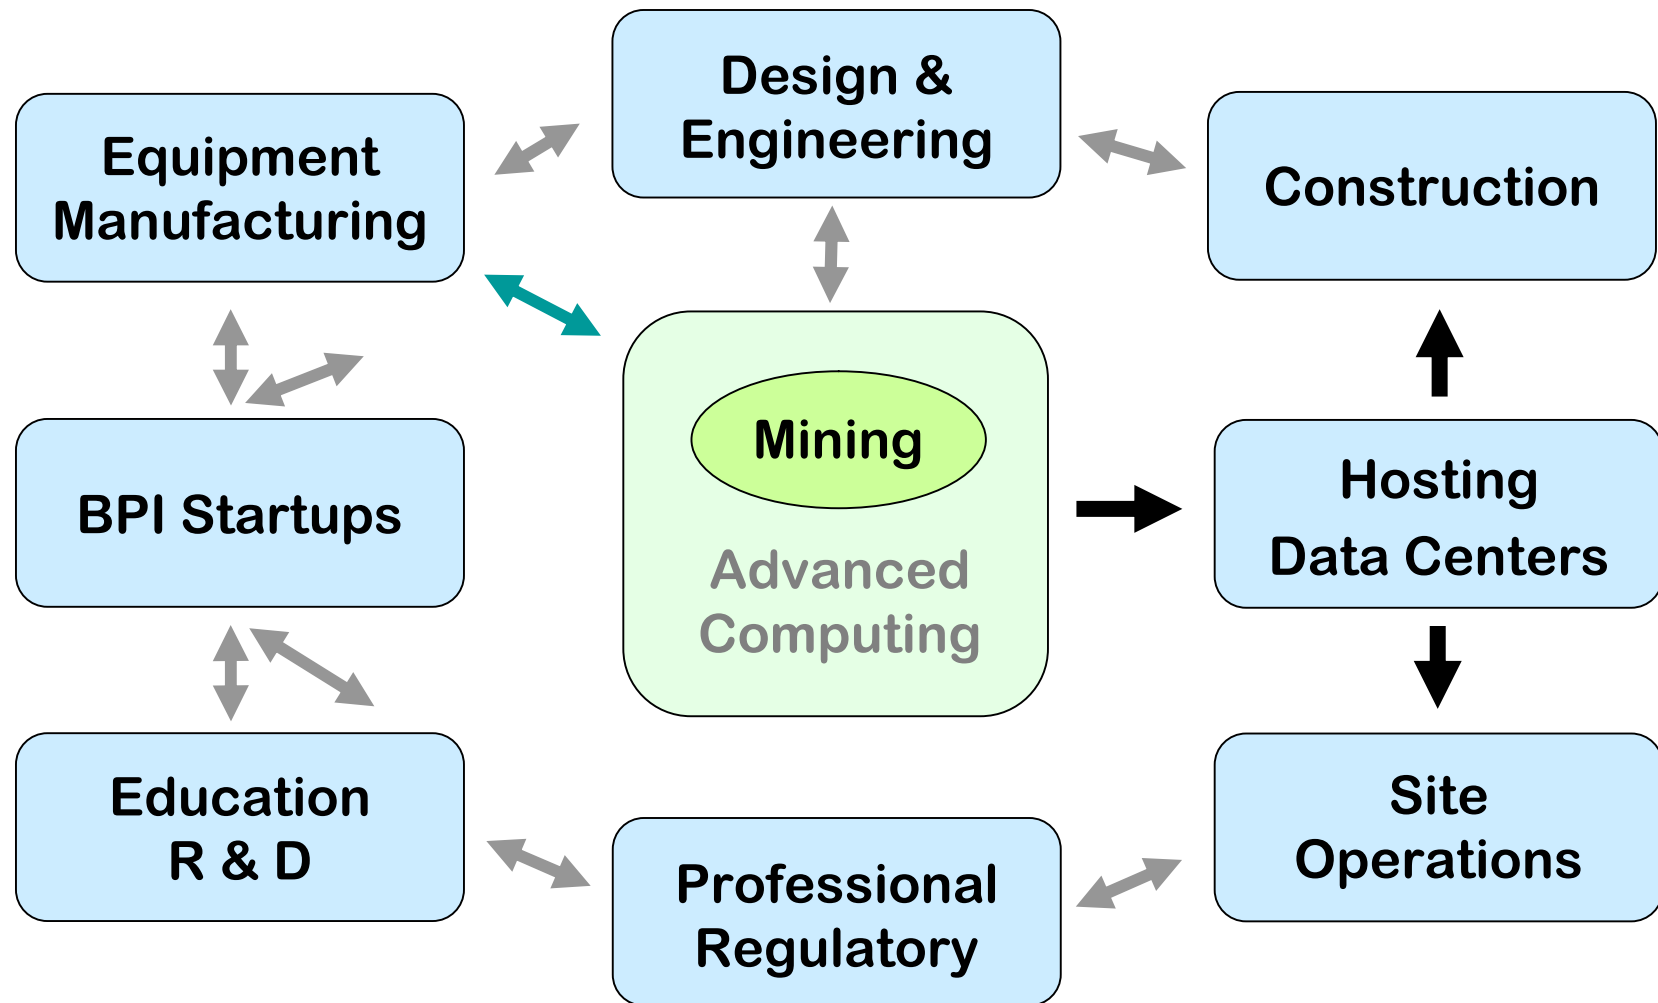 Design &
Engineering
Equipment
Manufacturing
Construction
Mining
Advanced
Computing
BPI Startups
Hosting
Data Centers
Education
R & D
Professional
Regulatory
Site
Operations